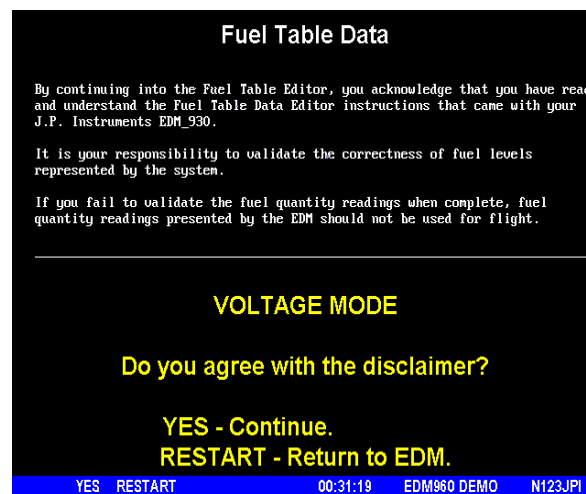 Fuel Table Data
By continuing into the Fuel Table Editor, you acknowledge that you have read
and understand the Fuel Table Data Editor instructions that came with your
J.P. Instruments EDM_930.
It is your responsibility to validate the correctness of fuel levels
represented by the system.
If you fail to validate the fuel quantity readings when complete, fuel
quantity readings presented by the EDM should not be used for flight.
VOLTAGE MODE
Do you agree with the disclaimer?
YES - Continue.
RESTART - Return to EDM.
YES RESTART 00:31:19 EDM960 DEMO N123JPI